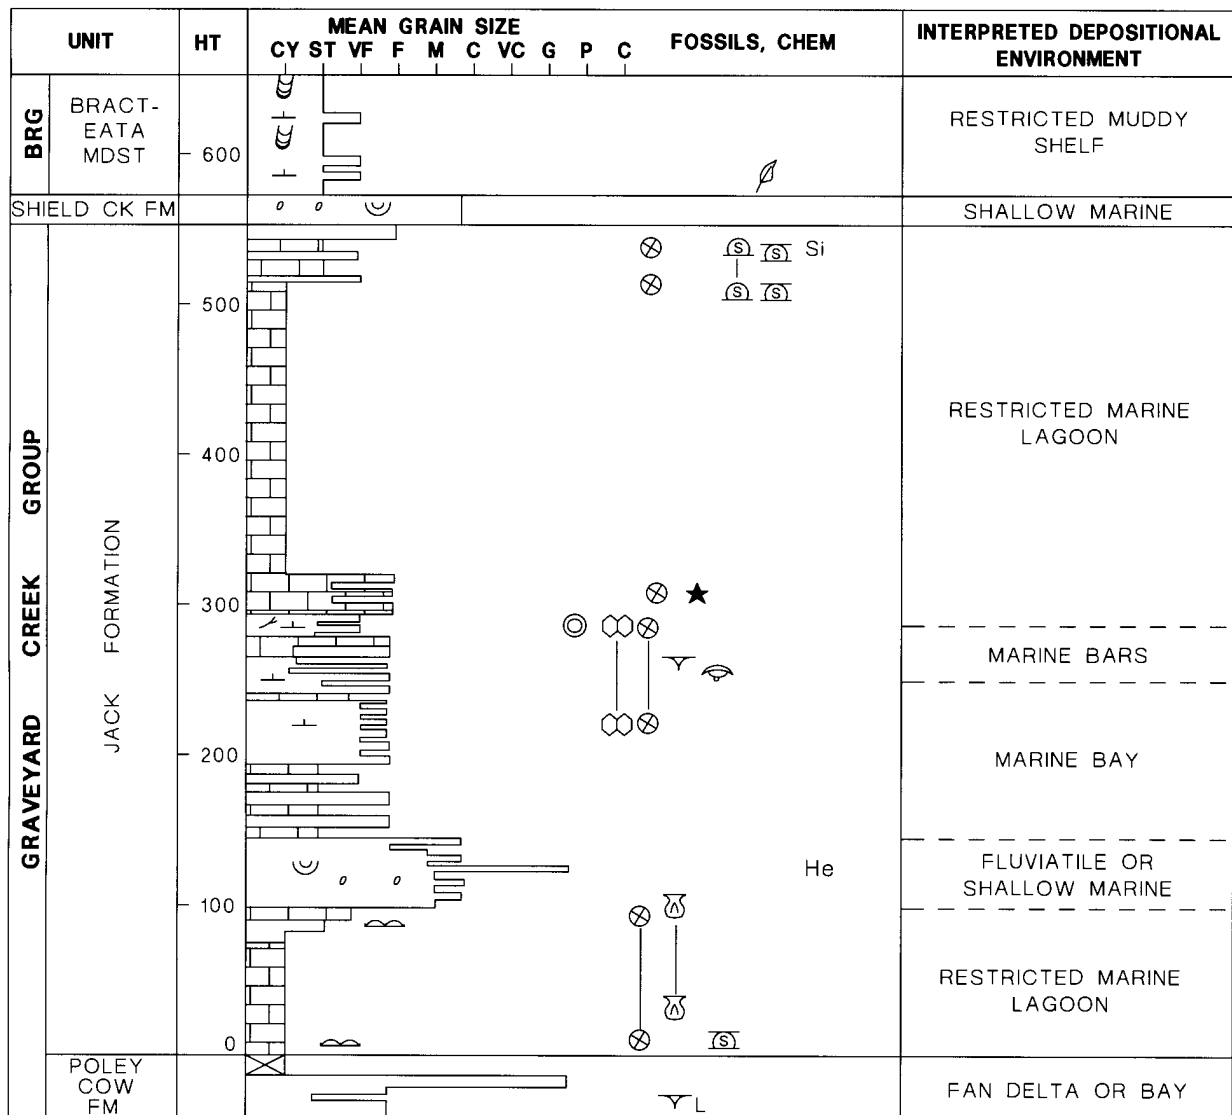 UNIT
HT
MEAN GRAIN SIZE
CY ST VF F M C VC G P C
FOSSILS, CHEM
INTERPRETED DEPOSITIONAL
ENVIRONMENT
BRG
BRACT-
EATA
MDST
600
RESTRICTED MUDDY
SHELF
SHIELD CK FM
SHALLOW MARINE
GRAVEYARD CREEK GROUP
JACK FORMATION
S S Si
500
S S
RESTRICTED MARINE
LAGOON
400
300
MARINE BARS
200
MARINE BAY
He
FLUVIATILE OR
SHALLOW MARINE
100
RESTRICTED MARINE
LAGOON
0
S
POLEY
COW
FM
L
FAN DELTA OR BAY